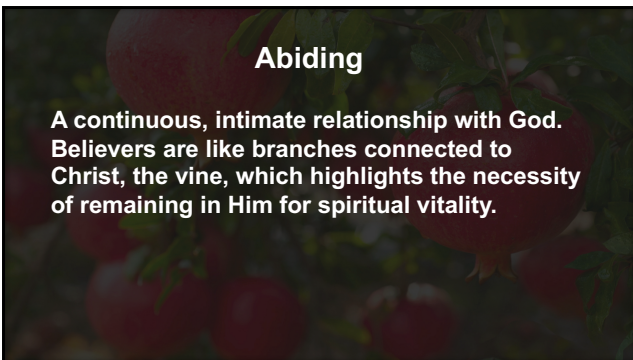 Abiding
A continuous, intimate relationship with God.
Believers are like branches connected to
Christ, the vine, which highlights the necessity
of remaining in Him for spiritual vitality.